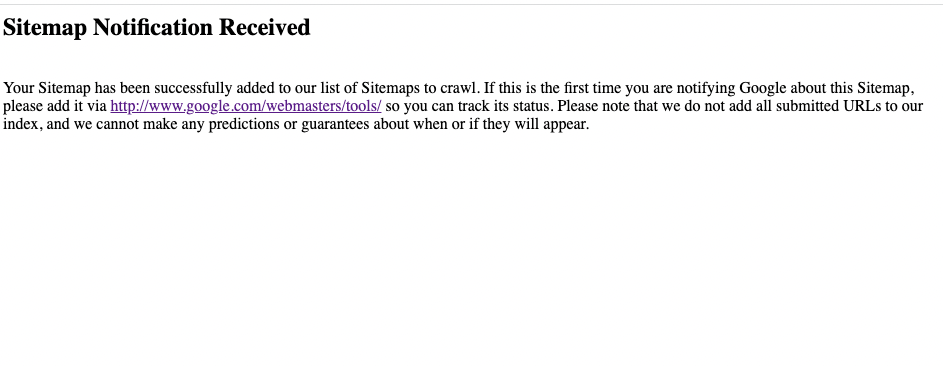 Sitemap Notification Received
Your Sitemap has been successfully added to our list of Sitemaps to crawl. If this is the first time you are notifying Google about this Sitemap,
please add it via http://www.google.com/webmasters/tools/ so you can track its status. Please note that we do not add all submitted URLs to our
index, and we cannot make any predictions or guarantees about when or if they will appear.